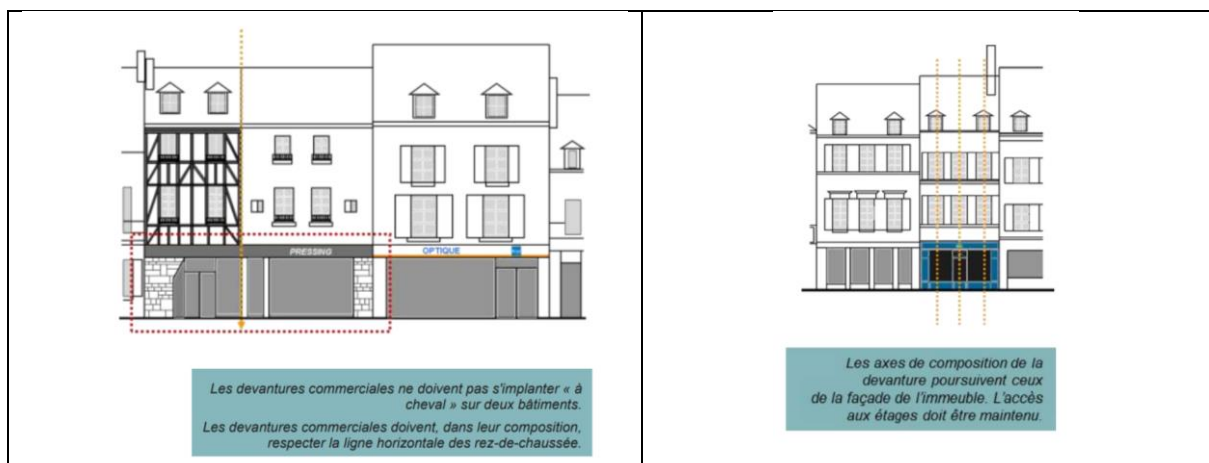 PRESSING
OPTIQUE
Les devantures commerciales ne doivent pas s'implanter « à
cheval » sur deux bâtiments.
Les devantures commerciales doivent, dans leur composition,
respecter la ligne horizontale des rez-de-chaussée.
Les axes de composition de la
devanture poursuivent ceux
de la façade de l'immeuble. L'accès
aux étages doit être maintenu.